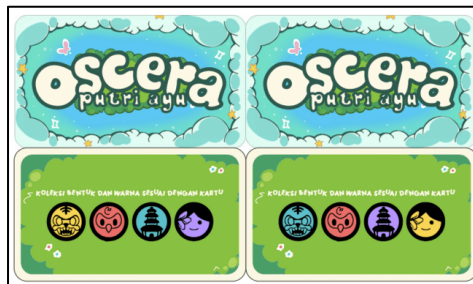 oscera
putri ayu
oscera
putri ayu
KOLEKSI BENTUK DAN WARNA SESUAI DENGAN KARTU
KOLEKSI BENTUK DAN WARNA SESUAI DENGAN KARTU